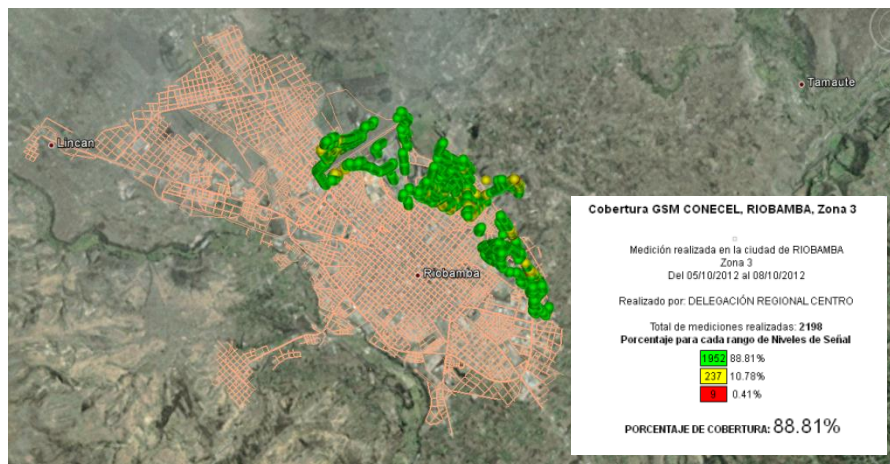 Tamaute
Lincan
Riobamba
Cobertura GSM CONECEL, RIOBAMBA, Zona 3
Medición realizada en la ciudad de RIOBAMBA
Zona 3
Del 05/10/2012 al 08/10/2012
Realizado por: DELEGACIÓN REGIONAL CENTRO
Total de mediciones realizadas: 2198
Porcentaje para cada rango de Niveles de Señal
1952 88.81%
237 10.78%
9 0.41%
PORCENTAJE DE COBERTURA: 88.81%